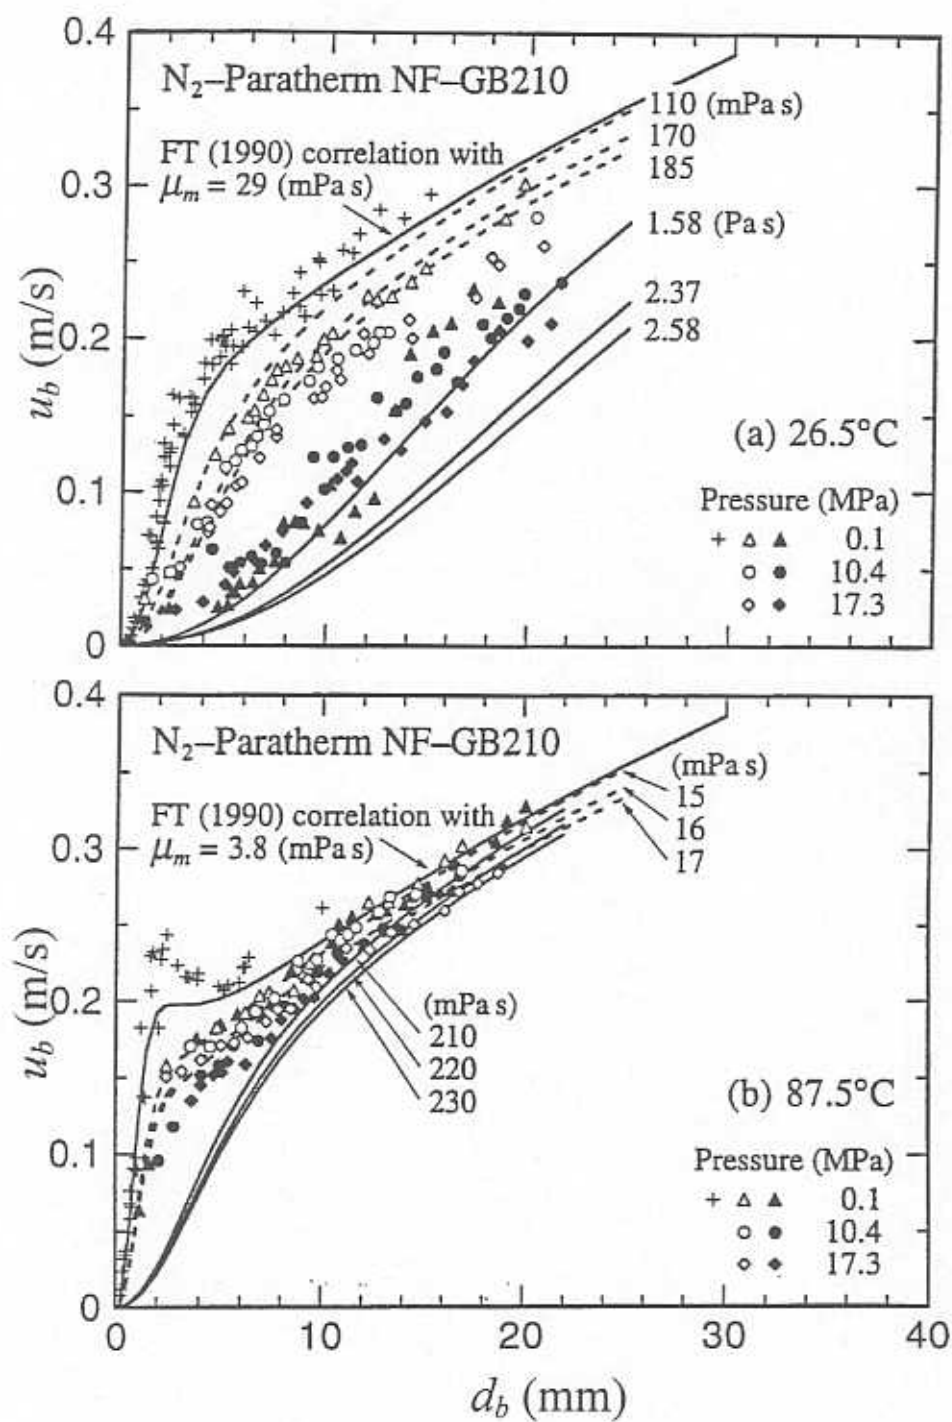 0.4
N₂–Paratherm NF–GB210
110 (mPa s)
FT (1990) correlation with
170
μₘ = 29 (mPa s)
185
0.3
1.58 (Pa s)
u_b (m/s)
2.37
0.2
2.58
(a) 26.5°C
0.1
Pressure (MPa)
+ △ ▲ 0.1
○ ● 10.4
◇ ◆ 17.3
0
0.4
N₂–Paratherm NF–GB210
(mPa s)
15
FT (1990) correlation with
16
μₘ = 3.8 (mPa s)
17
0.3
u_b (m/s)
0.2
(mPa s)
210
220
230
(b) 87.5°C
0.1
Pressure (MPa)
+ △ ▲ 0.1
○ ● 10.4
◇ ◆ 17.3
0
0 10 20 30 40
d_b (mm)